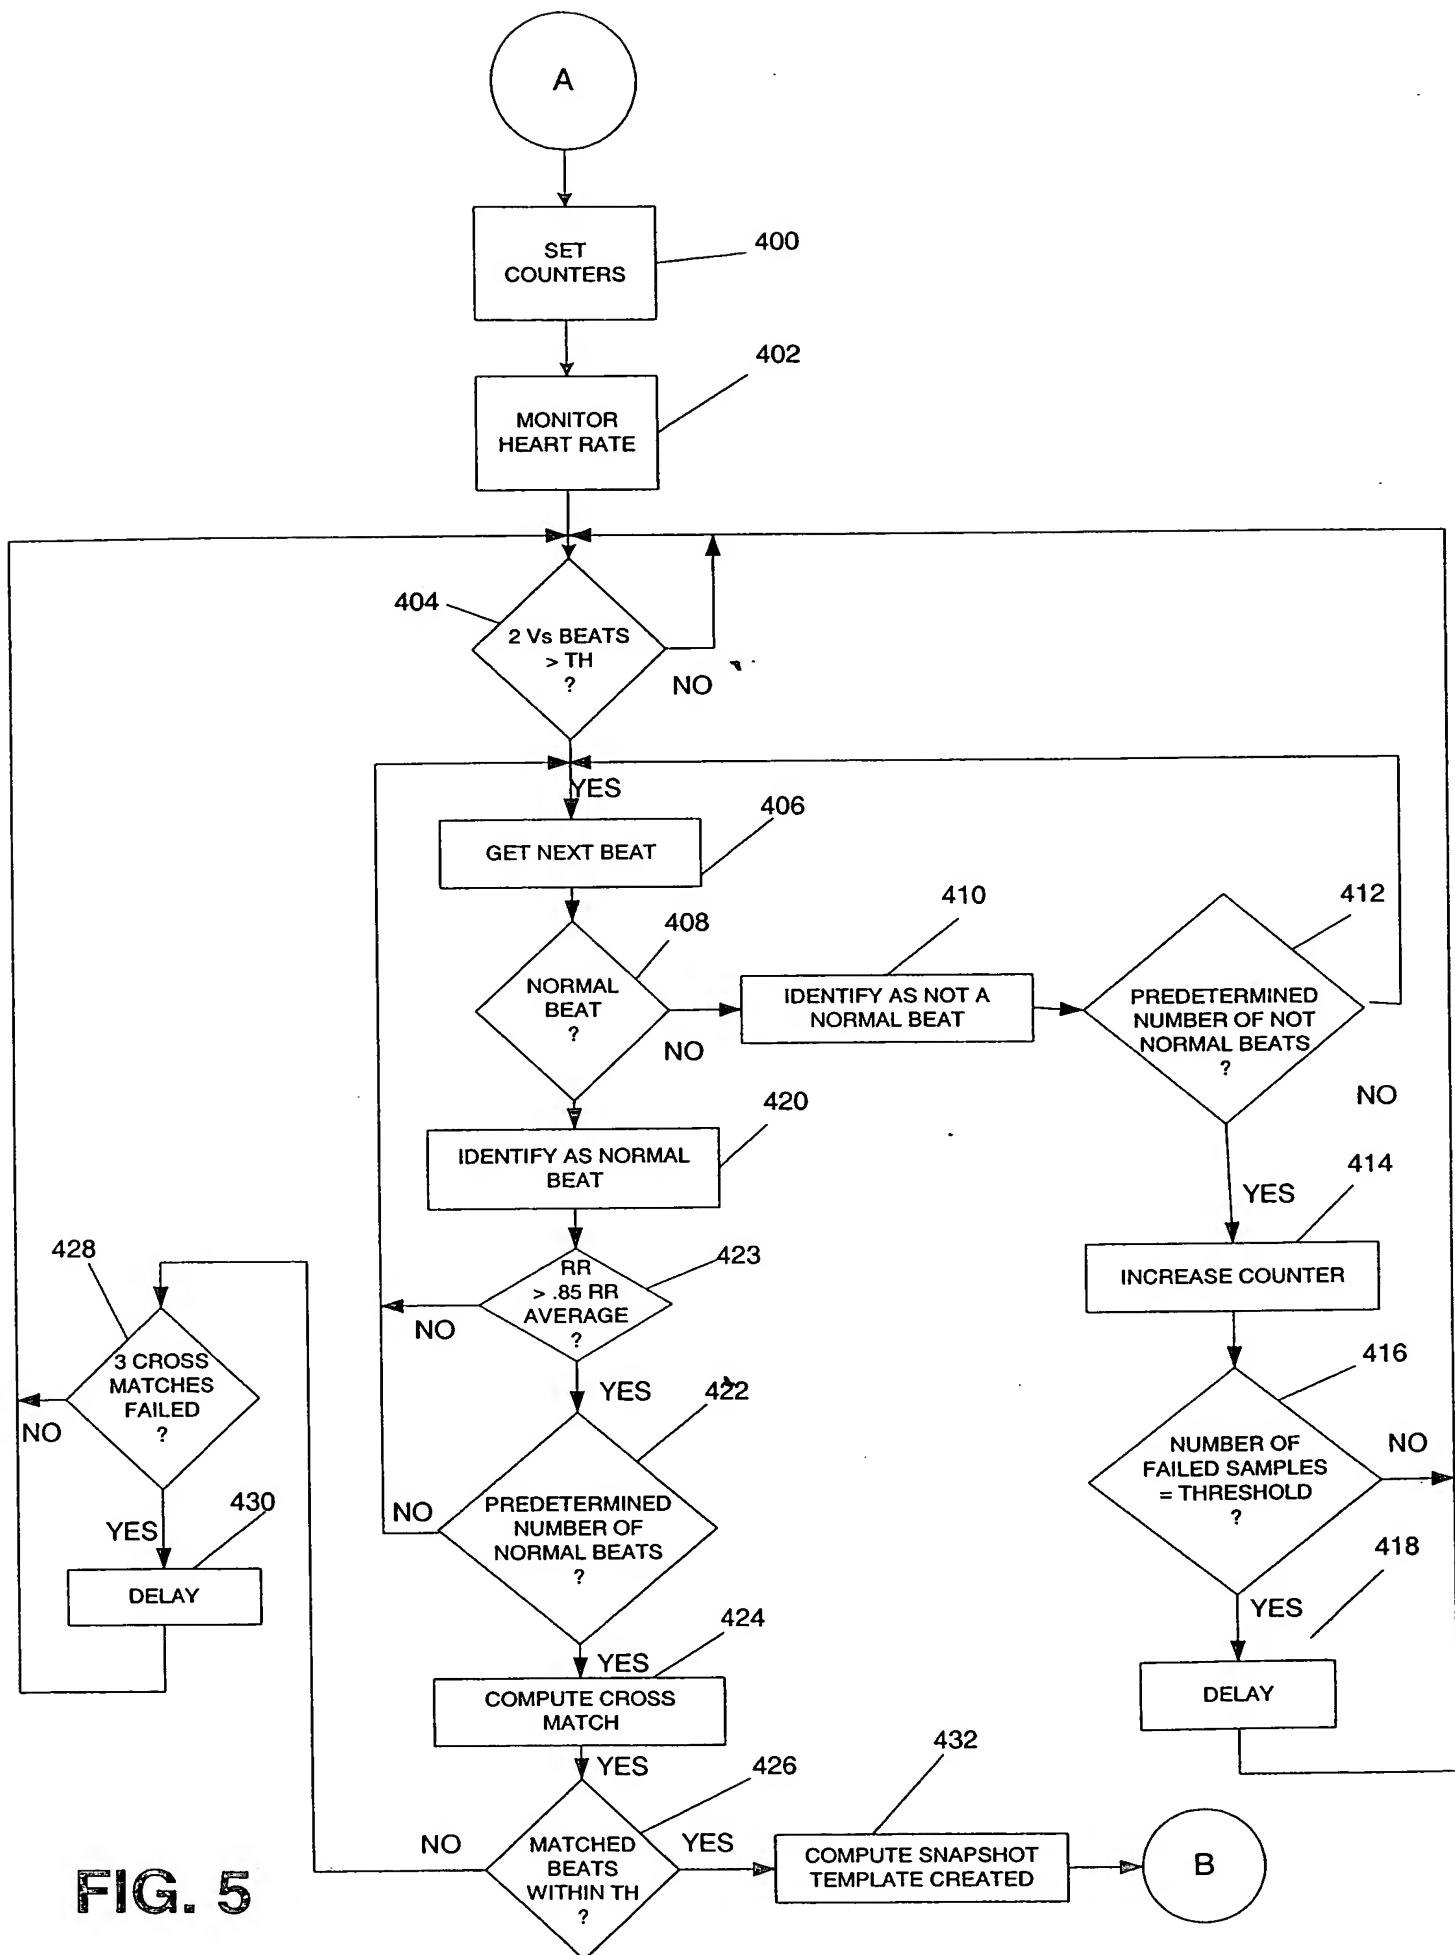 A
SET
COUNTERS
400
MONITOR
HEART RATE
402
404
2 Vs BEATS
> TH
?
NO
YES
GET NEXT BEAT
406
NORMAL
BEAT
?
408
NO
IDENTIFY AS NOT A
NORMAL BEAT
410
PREDETERMINED
NUMBER OF NOT
NORMAL BEATS
?
412
NO
YES
IDENTIFY AS NORMAL
BEAT
420
INCREASE COUNTER
414
RR
> .85 RR
AVERAGE
?
423
NO
YES
428
3 CROSS
MATCHES
FAILED
?
NO
YES
NUMBER OF
FAILED SAMPLES
= THRESHOLD
?
416
NO
YES
PREDETERMINED
NUMBER OF
NORMAL BEATS
?
422
NO
YES
DELAY
430
DELAY
418
COMPUTE CROSS
MATCH
424
YES
MATCHED
BEATS
WITHIN TH
?
426
NO
YES
COMPUTE SNAPSHOT
TEMPLATE CREATED
432
B
FIG. 5